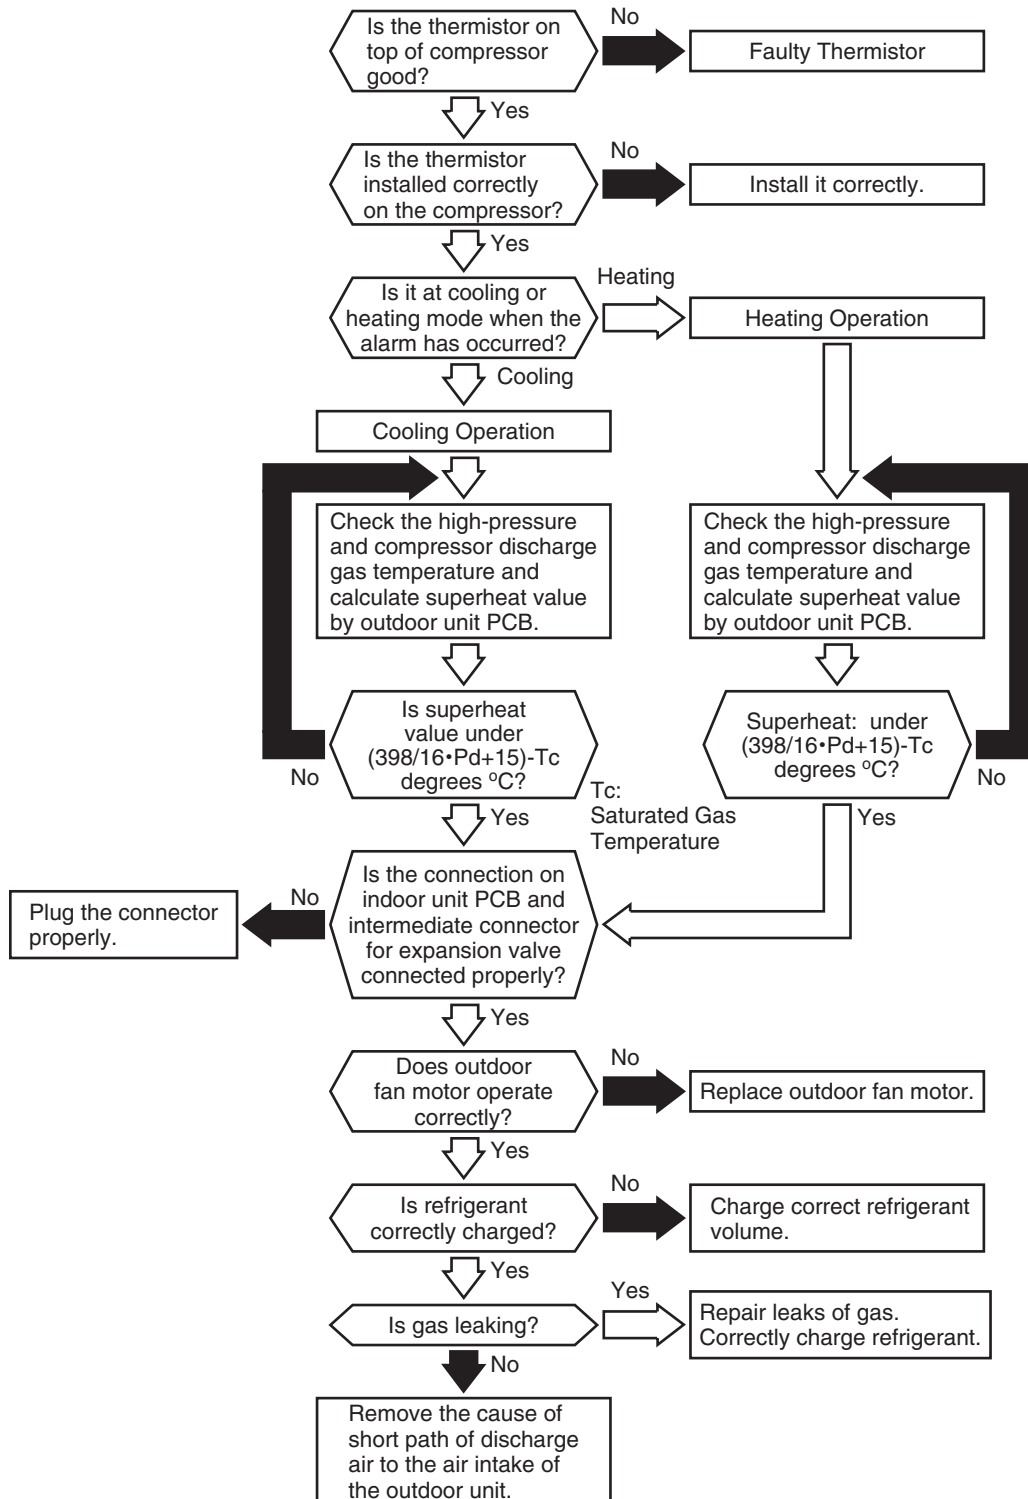 Is the thermistor on
top of compressor
good?
No
Faulty Thermistor
Yes
Is the thermistor
installed correctly
on the compressor?
No
Install it correctly.
Yes
Is it at cooling or
heating mode when the
alarm has occurred?
Heating
Heating Operation
Cooling
Cooling Operation
Check the high-pressure
and compressor discharge
gas temperature and
calculate superheat value
by outdoor unit PCB.
Check the high-pressure
and compressor discharge
gas temperature and
calculate superheat value
by outdoor unit PCB.
Is superheat
value under
(398/16•Pd+15)-Tc
degrees ºC?
No
Superheat: under
(398/16•Pd+15)-Tc
degrees ºC?
No
Tc:
Saturated Gas
Temperature
Yes
Yes
Is the connection on
indoor unit PCB and
intermediate connector
for expansion valve
connected properly?
No
Plug the connector
properly.
Yes
Does outdoor
fan motor operate
correctly?
No
Replace outdoor fan motor.
Yes
Is refrigerant
correctly charged?
No
Charge correct refrigerant
volume.
Yes
Is gas leaking?
Yes
Repair leaks of gas.
Correctly charge refrigerant.
No
Remove the cause of
short path of discharge
air to the air intake of
the outdoor unit.